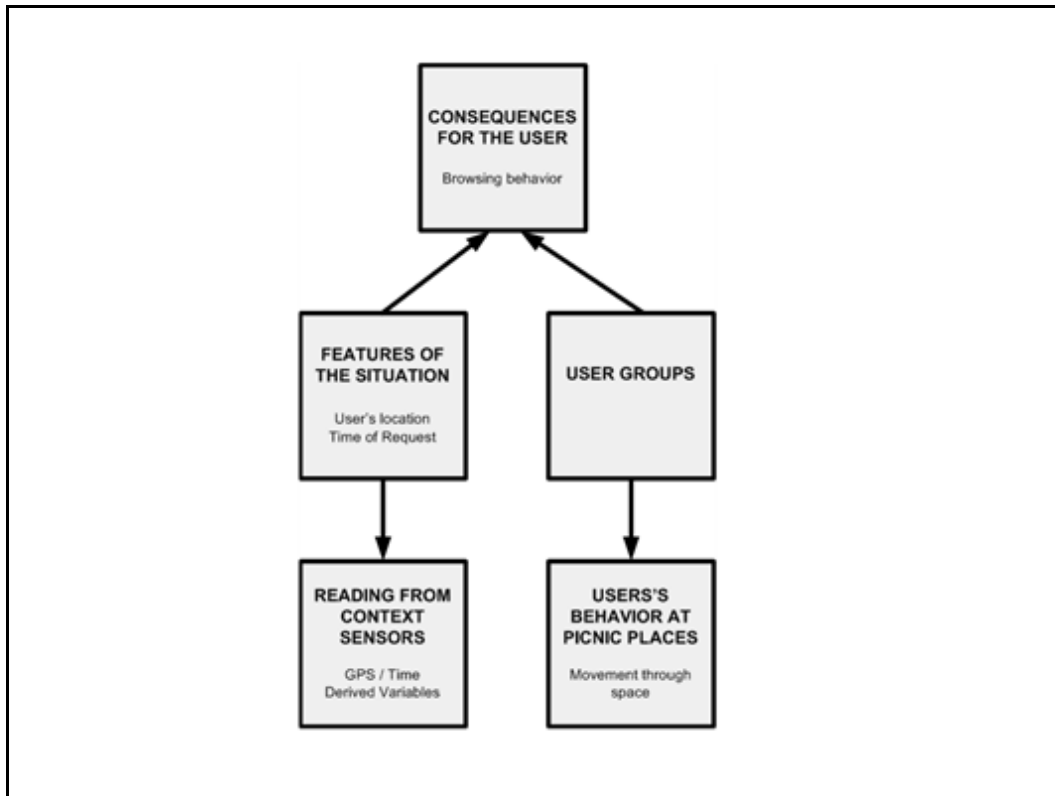 CONSEQUENCES
FOR THE USER
Browsing behavior
FEATURES OF
THE SITUATION
User's location
Time of Request
USER GROUPS
READING FROM
CONTEXT
SENSORS
GPS / Time
Derived Variables
USERS'S
BEHAVIOR AT
PICNIC PLACES
Movement through
space